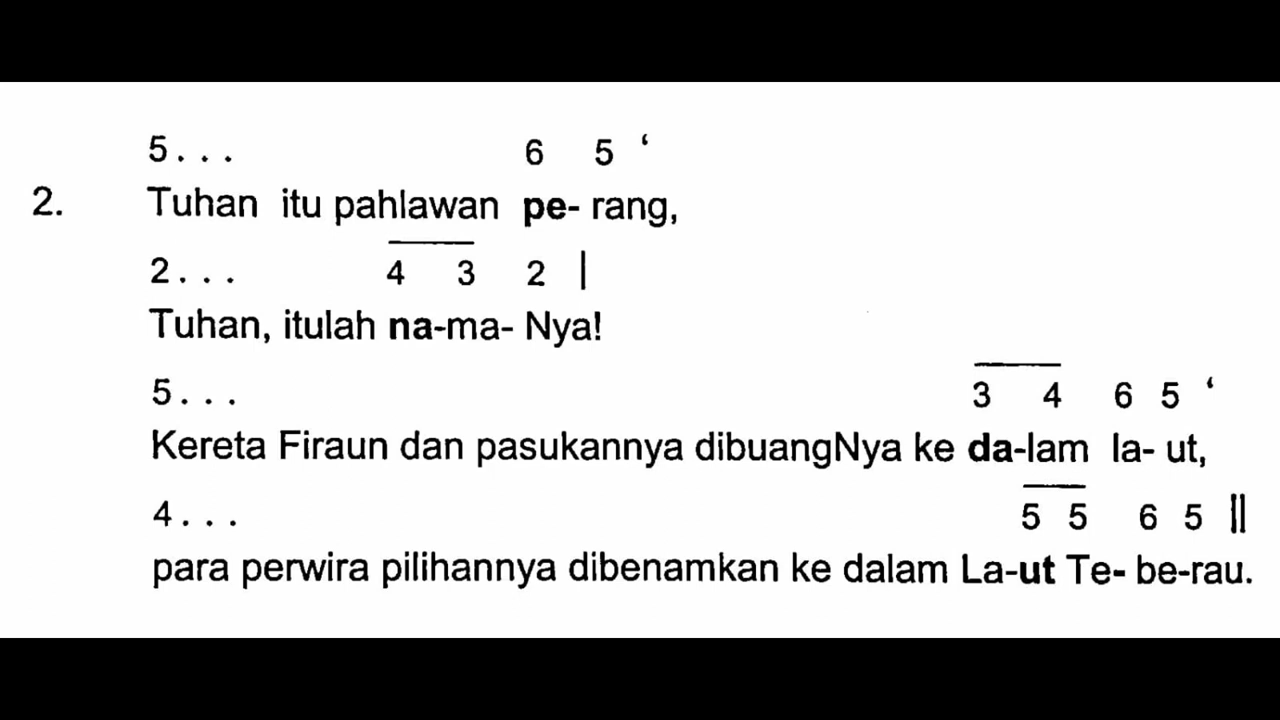 5 . . . 6 5 ‘
2. Tuhan itu pahlawan pe- rang,
2 . . . 4 3 2 |
Tuhan, itulah na-ma- Nya!
5 . . . 3 4 6 5 ‘
Kereta Firaun dan pasukannya dibuangNya ke da-lam la- ut,
4 . . . 5 5 6 5 ||
para perwira pilihannya dibenamkan ke dalam La-ut Te- be-rau.